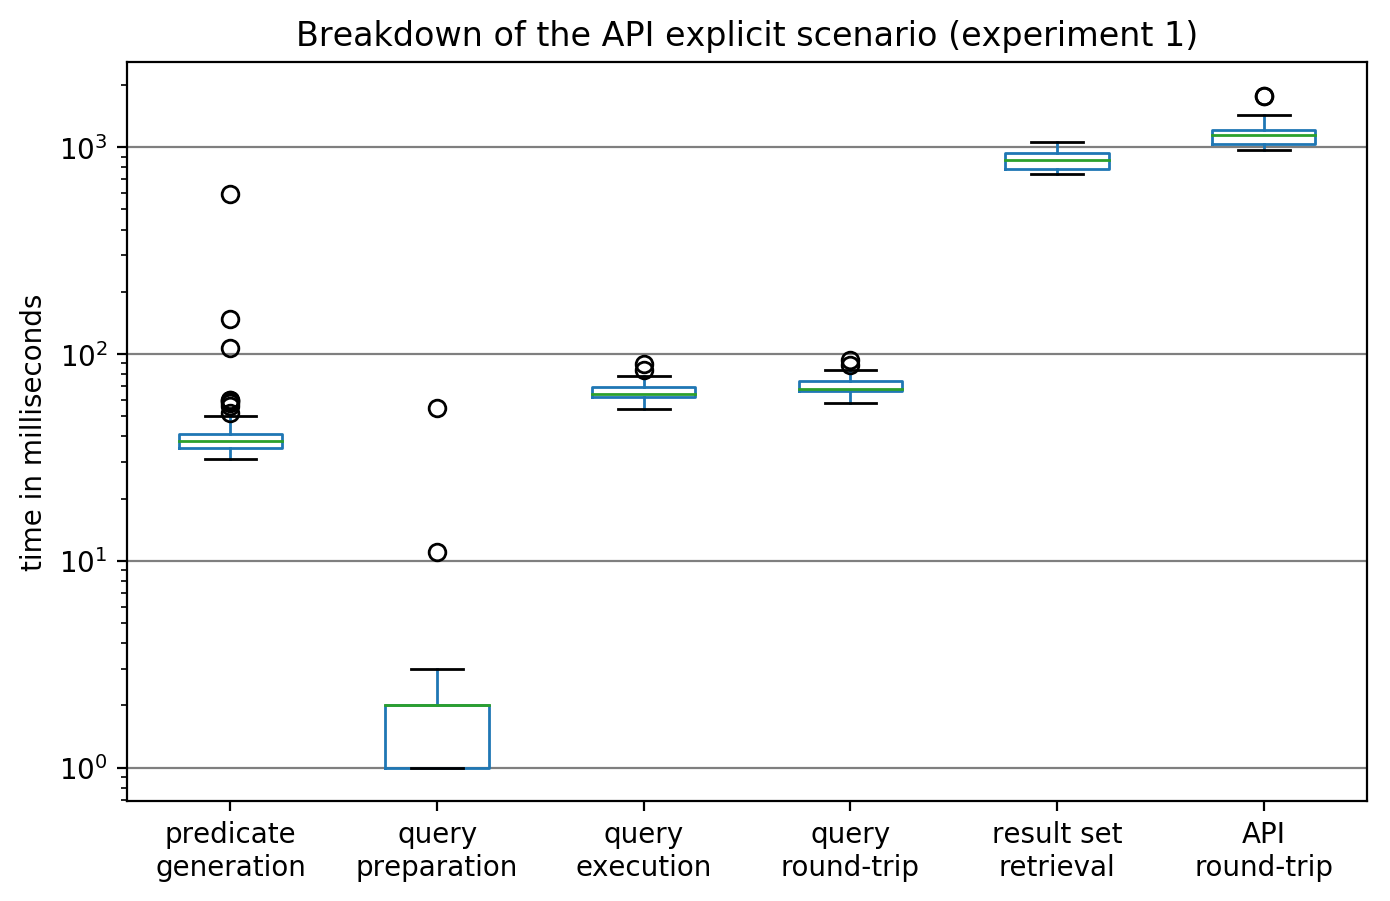 Breakdown of the API explicit scenario (experiment 1)
time in milliseconds
10³
10²
10¹
10⁰
predicate
generation
query
preparation
query
execution
query
round-trip
result set
retrieval
API
round-trip